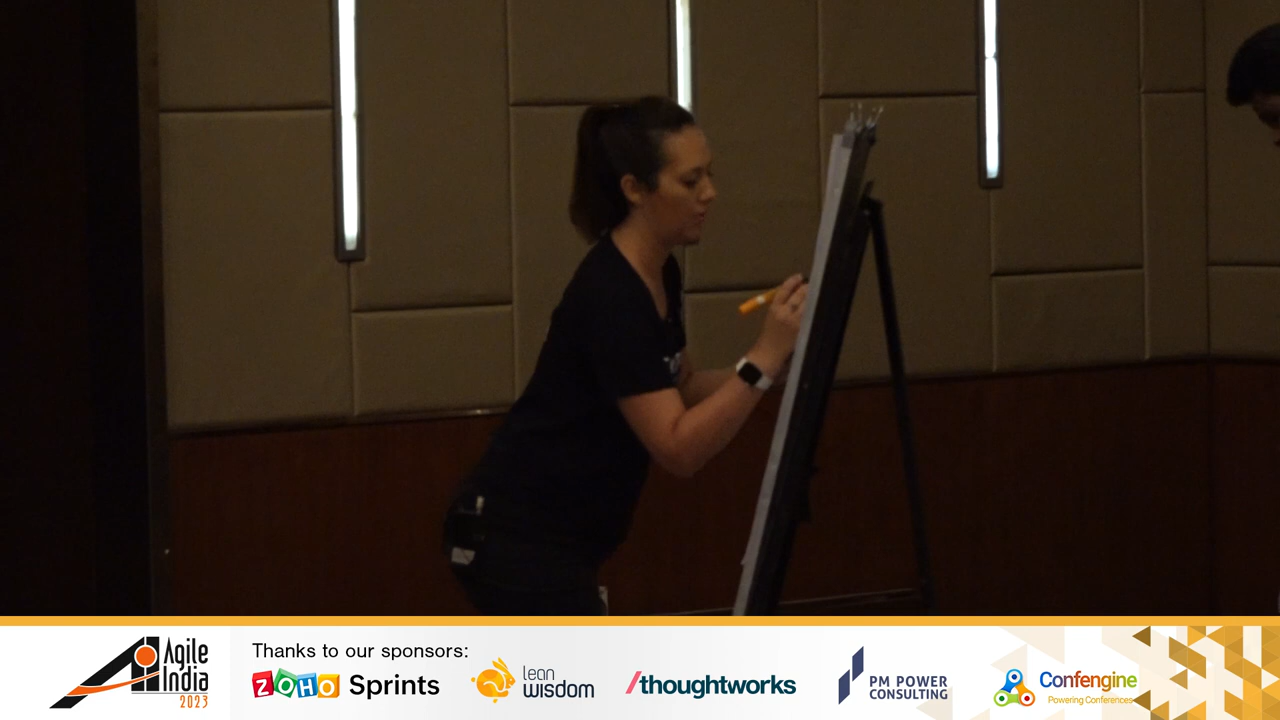 Agile
India
2023
Thanks to our sponsors:
ZOHO Sprints
lean
wisdom
/thoughtworks
PM POWER
CONSULTING
Confengine
Powering Conferences